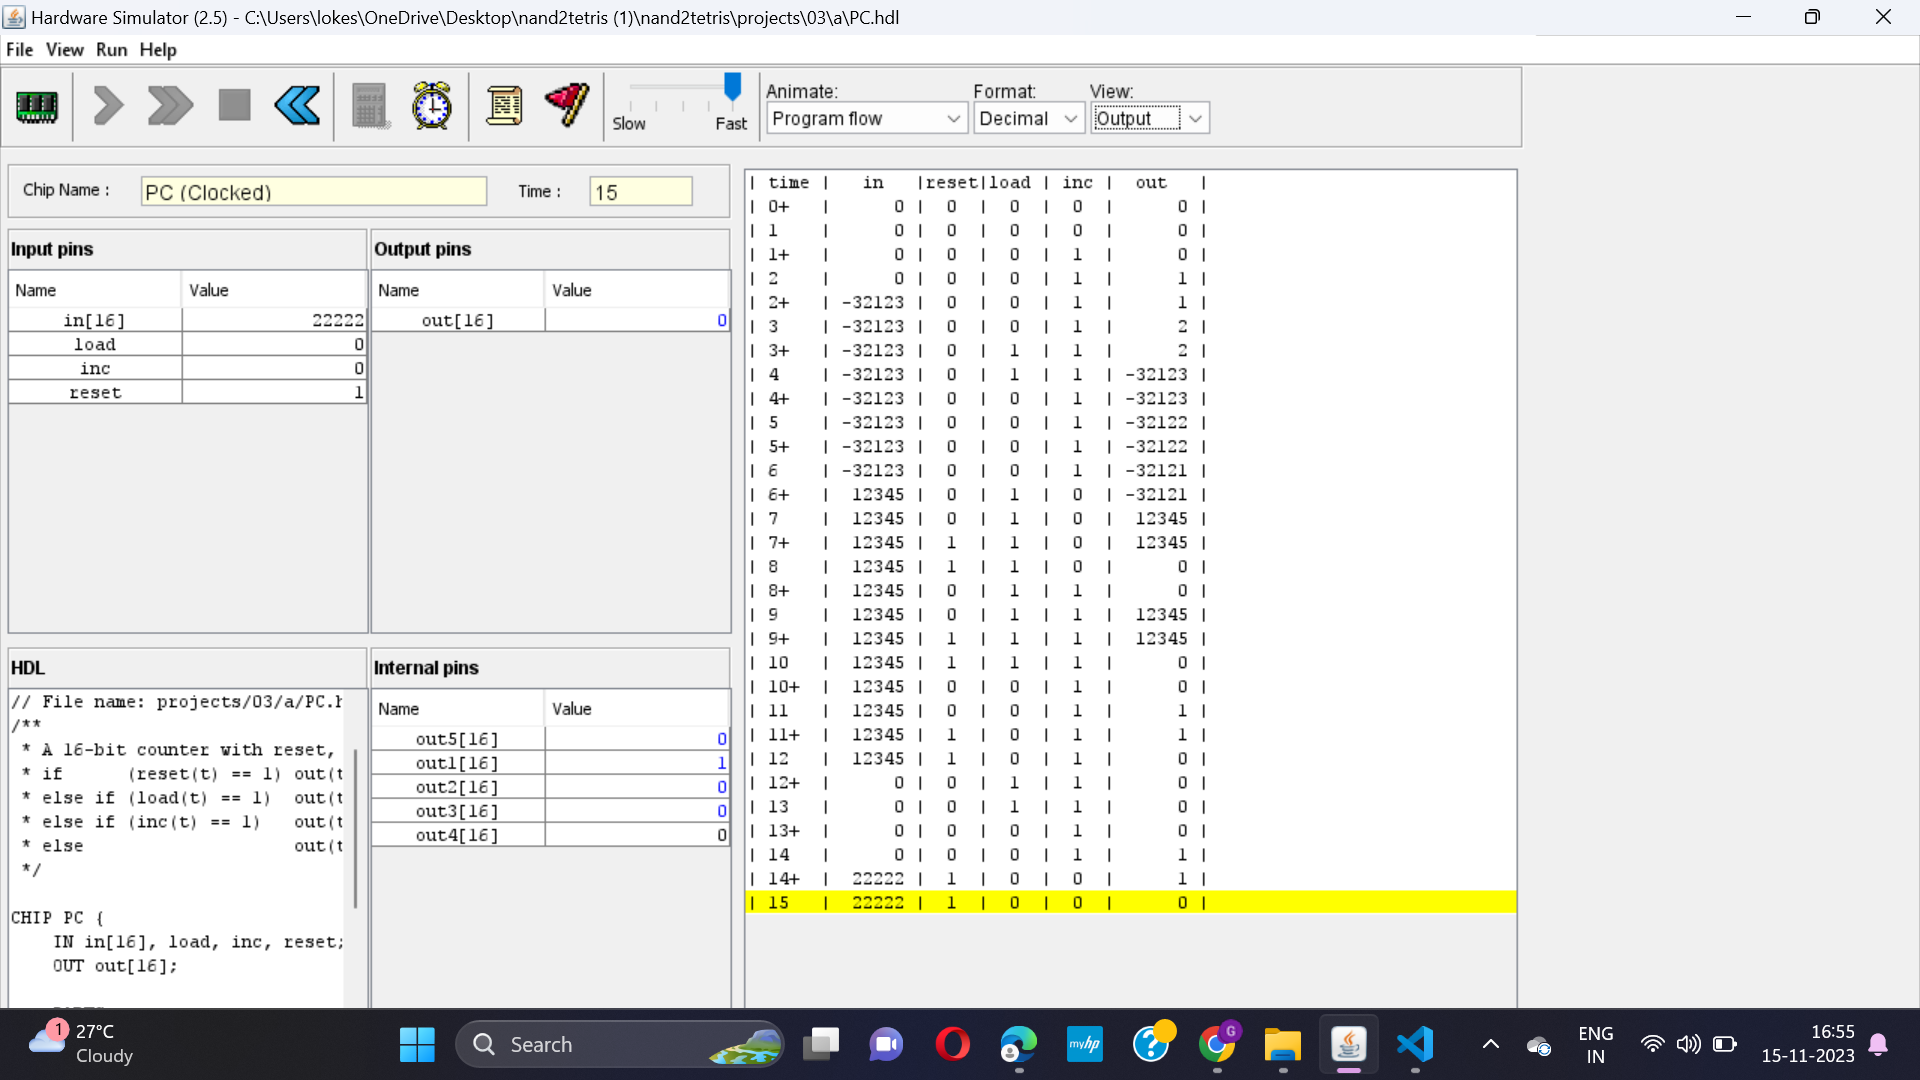 Hardware Simulator (2.5) - C:\Users\lokes\OneDrive\Desktop\nand2tetris (1)\nand2tetris\projects\03\a\PC.hdl
File View Run Help
Slow Fast
Animate: Format: View:
Program flow Decimal Output
Chip Name : PC (Clocked) Time : 15
Input pins
Name Value
in[16] 22222
load 0
inc 0
reset 1
Output pins
Name Value
out[16] 0
HDL
// File name: projects/03/a/PC.h
/**
* A 16-bit counter with reset,
* if (reset(t) == 1) out(t
* else if (load(t) == 1) out(t
* else if (inc(t) == 1) out(t
* else out(t
*/
CHIP PC {
IN in[16], load, inc, reset;
OUT out[16];
Internal pins
Name Value
out5[16] 0
out1[16] 1
out2[16] 0
out3[16] 0
out4[16] 0
| time | in |reset|load | inc | out |
| 0+ | 0 | 0 | 0 | 0 | 0 |
| 1 | 0 | 0 | 0 | 0 | 0 |
| 1+ | 0 | 0 | 0 | 1 | 0 |
| 2 | 0 | 0 | 0 | 1 | 1 |
| 2+ | -32123 | 0 | 0 | 1 | 1 |
| 3 | -32123 | 0 | 0 | 1 | 2 |
| 3+ | -32123 | 0 | 1 | 1 | 2 |
| 4 | -32123 | 0 | 1 | 1 | -32123 |
| 4+ | -32123 | 0 | 0 | 1 | -32123 |
| 5 | -32123 | 0 | 0 | 1 | -32122 |
| 5+ | -32123 | 0 | 0 | 1 | -32122 |
| 6 | -32123 | 0 | 0 | 1 | -32121 |
| 6+ | 12345 | 0 | 1 | 0 | -32121 |
| 7 | 12345 | 0 | 1 | 0 | 12345 |
| 7+ | 12345 | 1 | 1 | 0 | 12345 |
| 8 | 12345 | 1 | 1 | 0 | 0 |
| 8+ | 12345 | 0 | 1 | 1 | 0 |
| 9 | 12345 | 0 | 1 | 1 | 12345 |
| 9+ | 12345 | 1 | 1 | 1 | 12345 |
| 10 | 12345 | 1 | 1 | 1 | 0 |
| 10+ | 12345 | 0 | 0 | 1 | 0 |
| 11 | 12345 | 0 | 0 | 1 | 1 |
| 11+ | 12345 | 1 | 0 | 1 | 1 |
| 12 | 12345 | 1 | 0 | 1 | 0 |
| 12+ | 0 | 0 | 1 | 1 | 0 |
| 13 | 0 | 0 | 1 | 1 | 0 |
| 13+ | 0 | 0 | 0 | 1 | 0 |
| 14 | 0 | 0 | 0 | 1 | 1 |
| 14+ | 22222 | 1 | 0 | 0 | 1 |
| 15 | 22222 | 1 | 0 | 0 | 0 |
1
27°C
Cloudy
Search
myhp
G
ENG
IN
16:55
15-11-2023